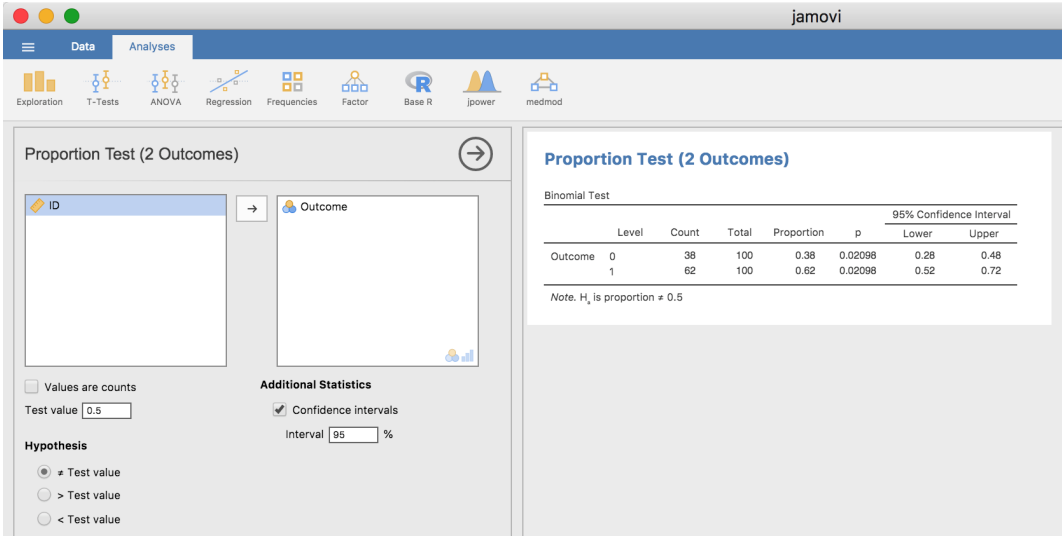 jamovi
☰ Data Analyses
Exploration T-Tests ANOVA Regression Frequencies Factor Base R jpower medmod
Proportion Test (2 Outcomes)
ID
Outcome
Values are counts
Test value 0.5
Hypothesis
≠ Test value
> Test value
< Test value
Additional Statistics
Confidence intervals
Interval 95 %
Proportion Test (2 Outcomes)
Binomial Test
95% Confidence Interval
Level Count Total Proportion p Lower Upper
Outcome 0 38 100 0.38 0.02098 0.28 0.48
1 62 100 0.62 0.02098 0.52 0.72
Note. Hₐ is proportion ≠ 0.5